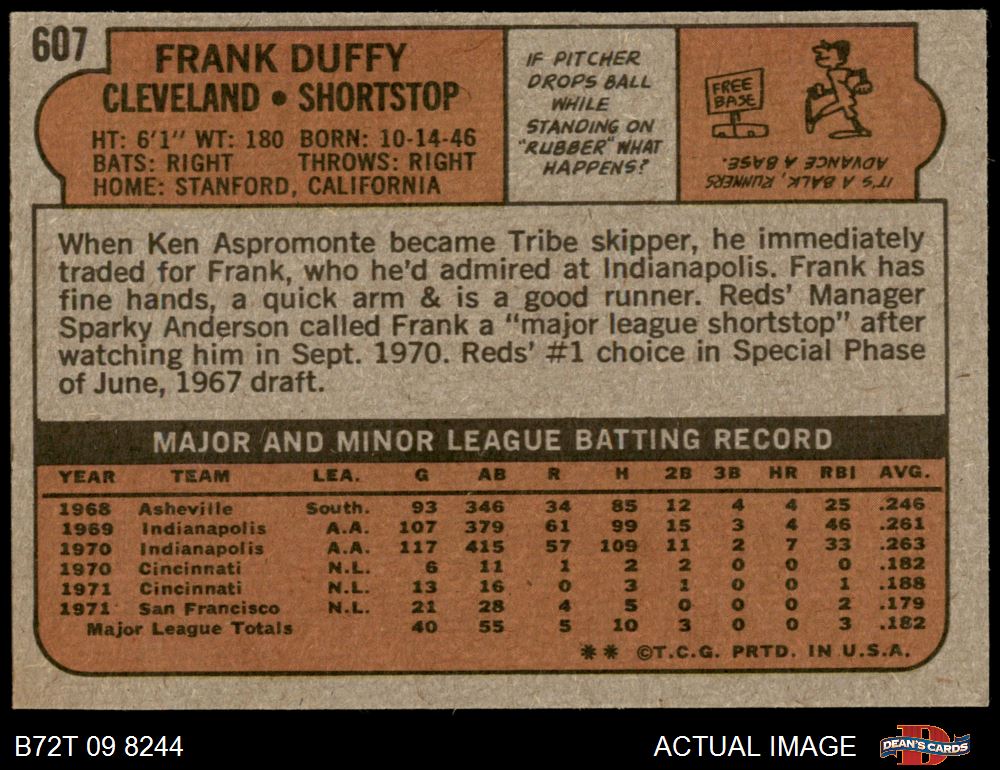 607
FRANK DUFFY
CLEVELAND • SHORTSTOP
HT: 6'1" WT: 180 BORN: 10-14-46
BATS: RIGHT THROWS: RIGHT
HOME: STANFORD, CALIFORNIA
IF PITCHER
DROPS BALL
WHILE
STANDING ON
"RUBBER" WHAT
HAPPENS?
FREE
BASE
IT'S A BALK, RUNNERS
ADVANCE A BASE.
When Ken Aspromonte became Tribe skipper, he immediately
traded for Frank, who he'd admired at Indianapolis. Frank has
fine hands, a quick arm & is a good runner. Reds' Manager
Sparky Anderson called Frank a "major league shortstop" after
watching him in Sept. 1970. Reds' #1 choice in Special Phase
of June, 1967 draft.
MAJOR AND MINOR LEAGUE BATTING RECORD
YEAR TEAM LEA. G AB R H 2B 3B HR RBI AVG.
1968 Asheville South. 93 346 34 85 12 4 4 25 .246
1969 Indianapolis A.A. 107 379 61 99 15 3 4 46 .261
1970 Indianapolis A.A. 117 415 57 109 11 2 7 33 .263
1970 Cincinnati N.L. 6 11 1 2 2 0 0 0 .182
1971 Cincinnati N.L. 13 16 0 3 1 0 0 1 .188
1971 San Francisco N.L. 21 28 4 5 0 0 0 2 .179
Major League Totals 40 55 5 10 3 0 0 3 .182
** ©T.C.G. PRTD. IN U.S.A.
B72T 09 8244
ACTUAL IMAGE
D
DEAN'S CARDS